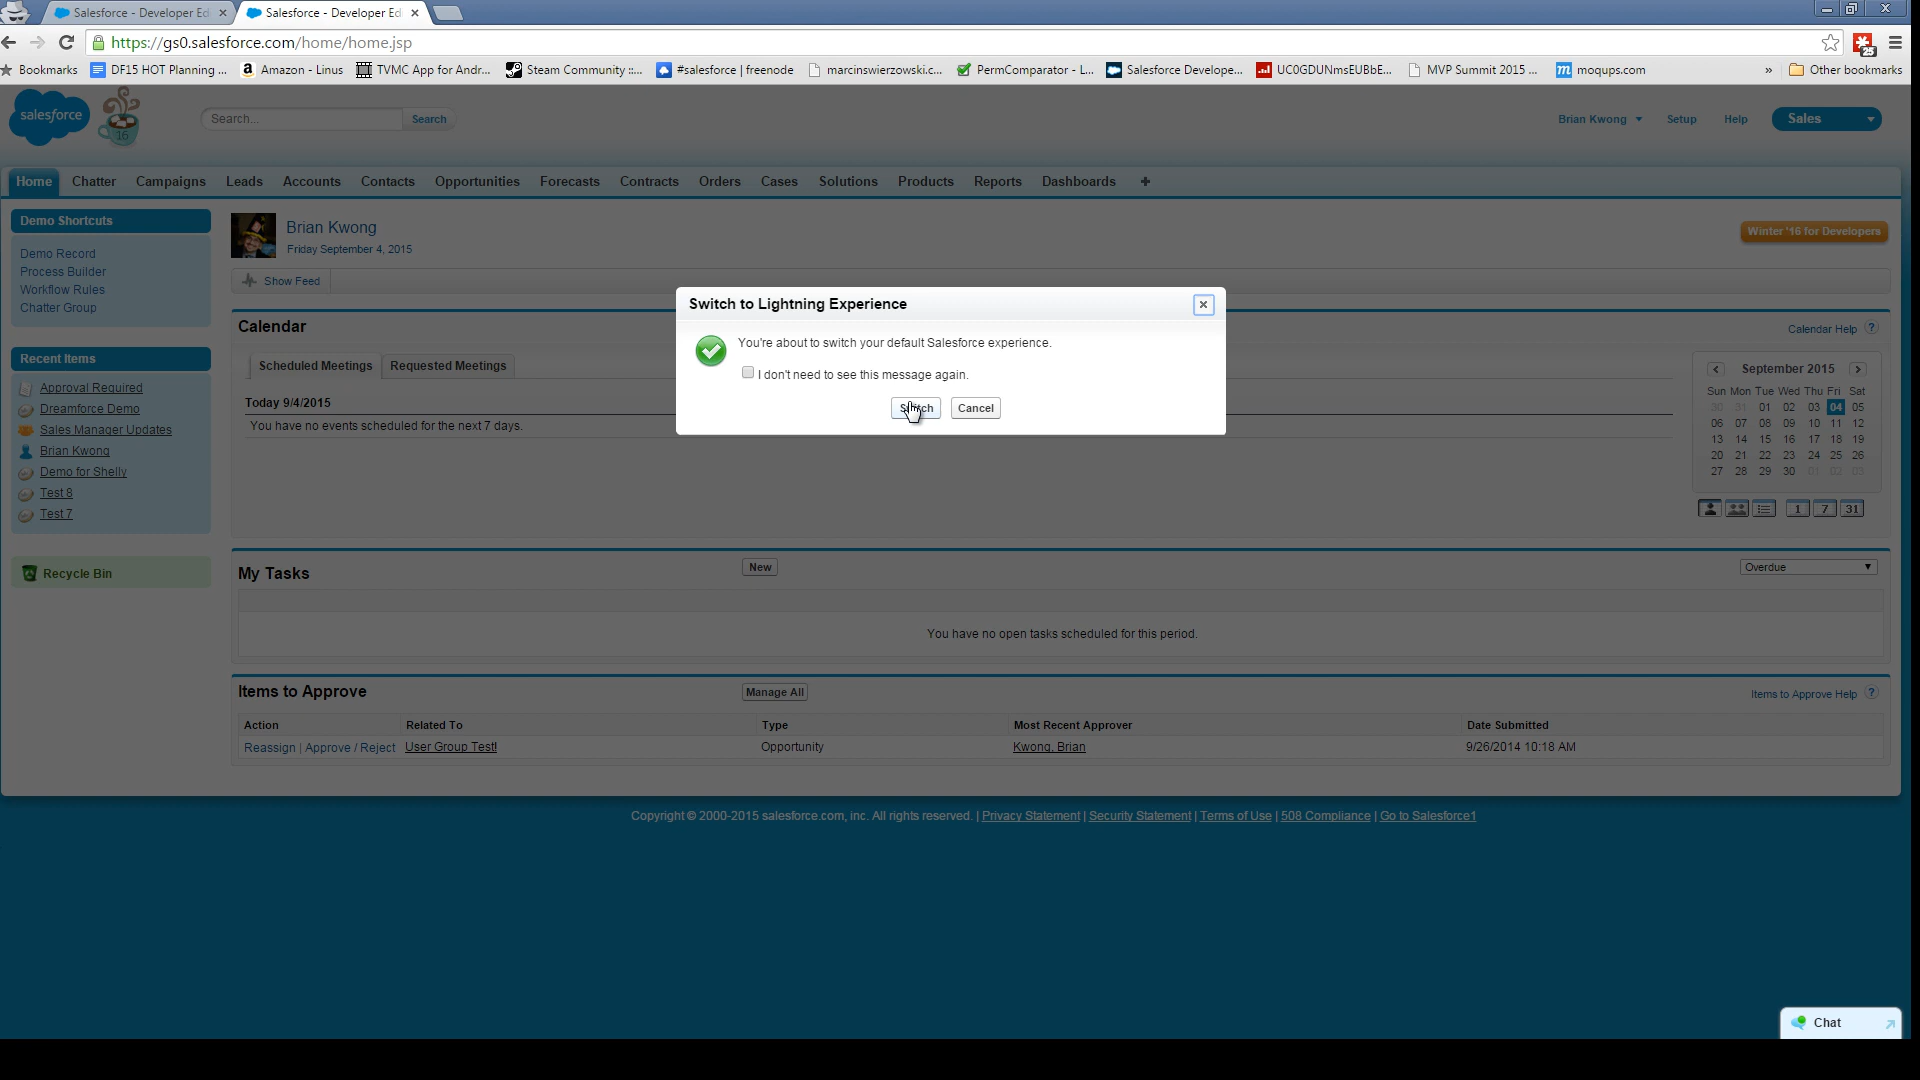 Salesforce - Developer Ed
Salesforce - Developer Ed
https://gs0.salesforce.com/home/home.jsp
25
Bookmarks
DF15 HOT Planning ...
Amazon - Linus
TVMC App for Andr...
Steam Community ::...
#salesforce | freenode
marcinswierzowski.c...
PermComparator - L...
Salesforce Develope...
UC0GDUNmsEUBbE...
MVP Summit 2015 ...
moqups.com
»
Other bookmarks
salesforce
16
Search...
Search
Brian Kwong
Setup
Help
Sales
Home
Chatter
Campaigns
Leads
Accounts
Contacts
Opportunities
Forecasts
Contracts
Orders
Cases
Solutions
Products
Reports
Dashboards
+
Demo Shortcuts
Demo Record
Process Builder
Workflow Rules
Chatter Group
Recent Items
Approval Required
Dreamforce Demo
Sales Manager Updates
Brian Kwong
Demo for Shelly
Test 8
Test 7
Recycle Bin
Brian Kwong
Friday September 4, 2015
Winter '16 for Developers
Show Feed
Calendar
Calendar Help ?
Scheduled Meetings
Requested Meetings
Today 9/4/2015
You have no events scheduled for the next 7 days.
September 2015
Sun Mon Tue Wed Thu Fri Sat
30 31 01 02 03 04 05
06 07 08 09 10 11 12
13 14 15 16 17 18 19
20 21 22 23 24 25 26
27 28 29 30 01 02 03
1 7 31
Switch to Lightning Experience
You're about to switch your default Salesforce experience.
I don't need to see this message again.
Cancel
My Tasks
New
Overdue
You have no open tasks scheduled for this period.
Items to Approve
Manage All
Items to Approve Help ?
Action Related To Type Most Recent Approver Date Submitted
Reassign | Approve / Reject User Group Test! Opportunity Kwong, Brian 9/26/2014 10:18 AM
Copyright © 2000-2015 salesforce.com, inc. All rights reserved. | Privacy Statement | Security Statement | Terms of Use | 508 Compliance | Go to Salesforce1
Chat